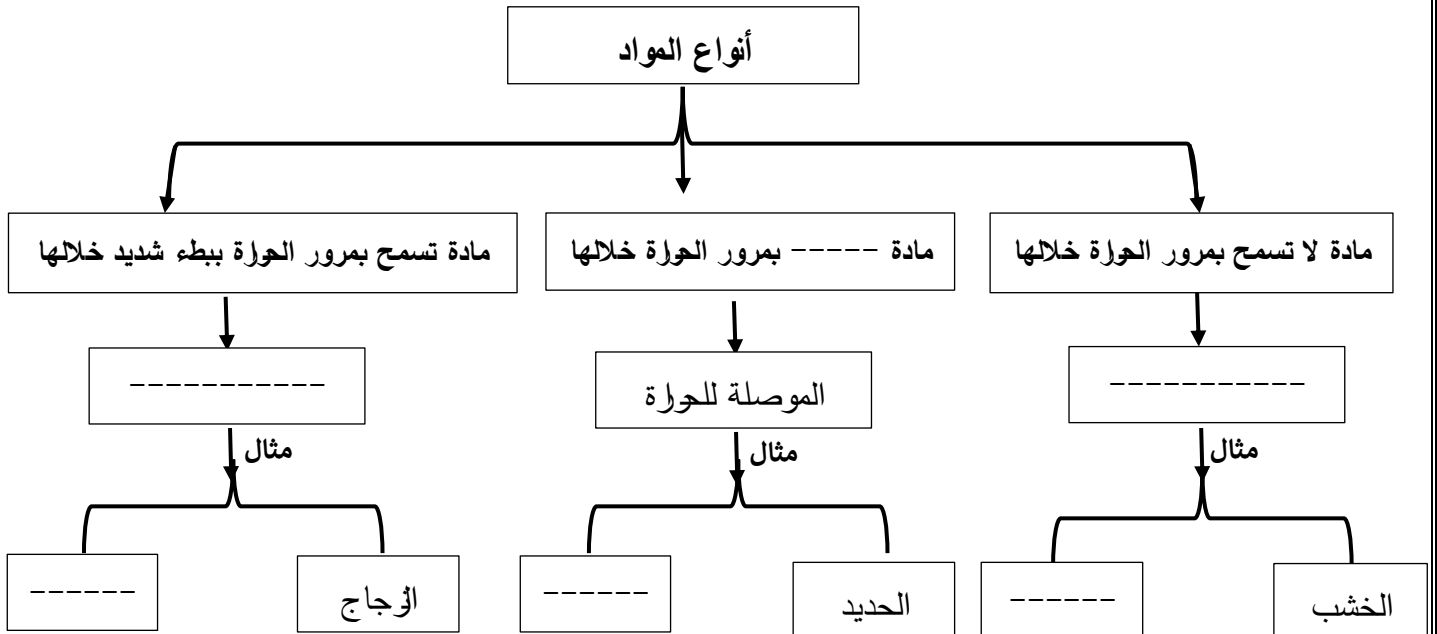 أنواع المواد
مادة لا تسمح بمرور الحرارة خلالها
مادة ----- بمرور الحرارة خلالها
مادة تسمح بمرور الحرارة ببطء شديد خلالها
-----------
الموصلة للحرارة
-----------
مثال
مثال
مثال
الخشب
------
الحديد
------
الزجاج
------